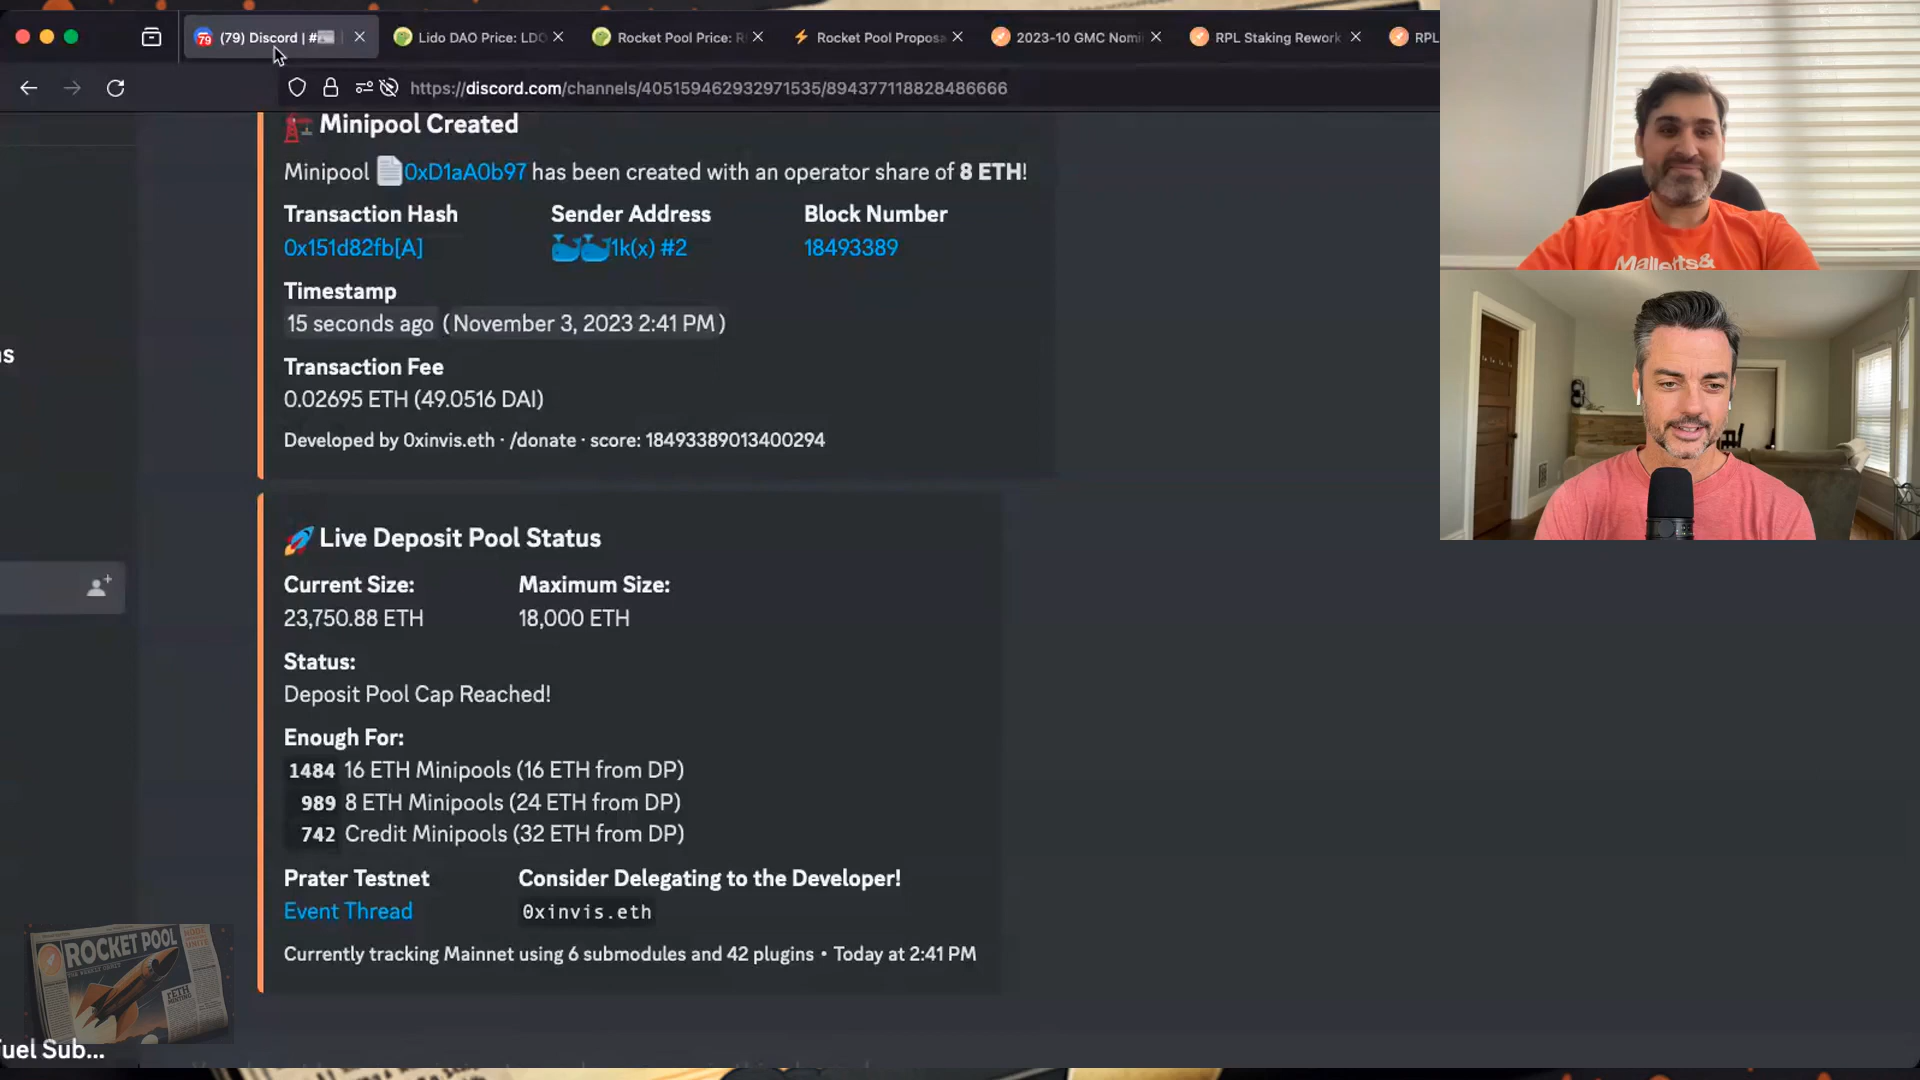 (79) Discord | #
Lido DAO Price: LDO
Rocket Pool Price: R
Rocket Pool Proposa
2023-10 GMC Nomi
RPL Staking Rework
RPL
https://discord.com/channels/405159462932971535/894377118828486666
Minipool Created
Minipool 0xD1aA0b97 has been created with an operator share of 8 ETH!
Transaction Hash Sender Address Block Number
0x151d82fb[A] 1k(x) #2 18493389
Timestamp
15 seconds ago (November 3, 2023 2:41 PM)
Transaction Fee
0.02695 ETH (49.0516 DAI)
Developed by 0xinvis.eth · /donate · score: 18493389013400294
Live Deposit Pool Status
Current Size: Maximum Size:
23,750.88 ETH 18,000 ETH
Status:
Deposit Pool Cap Reached!
Enough For:
1484 16 ETH Minipools (16 ETH from DP)
989 8 ETH Minipools (24 ETH from DP)
742 Credit Minipools (32 ETH from DP)
Prater Testnet Consider Delegating to the Developer!
Event Thread 0xinvis.eth
Currently tracking Mainnet using 6 submodules and 42 plugins • Today at 2:41 PM
ROCKET POOL
RETH
MINTING
uel Sub...
Malletts&